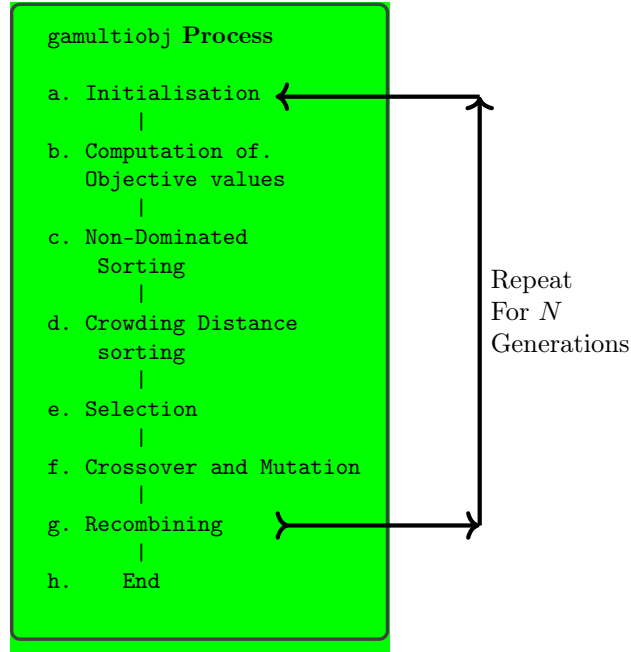 gamultiobj Process
a. Initialisation
|
b. Computation of.
Objective values
|
c. Non-Dominated
Sorting
|
d. Crowding Distance
sorting
|
e. Selection
|
f. Crossover and Mutation
|
g. Recombining
|
h. End
Repeat
For N
Generations